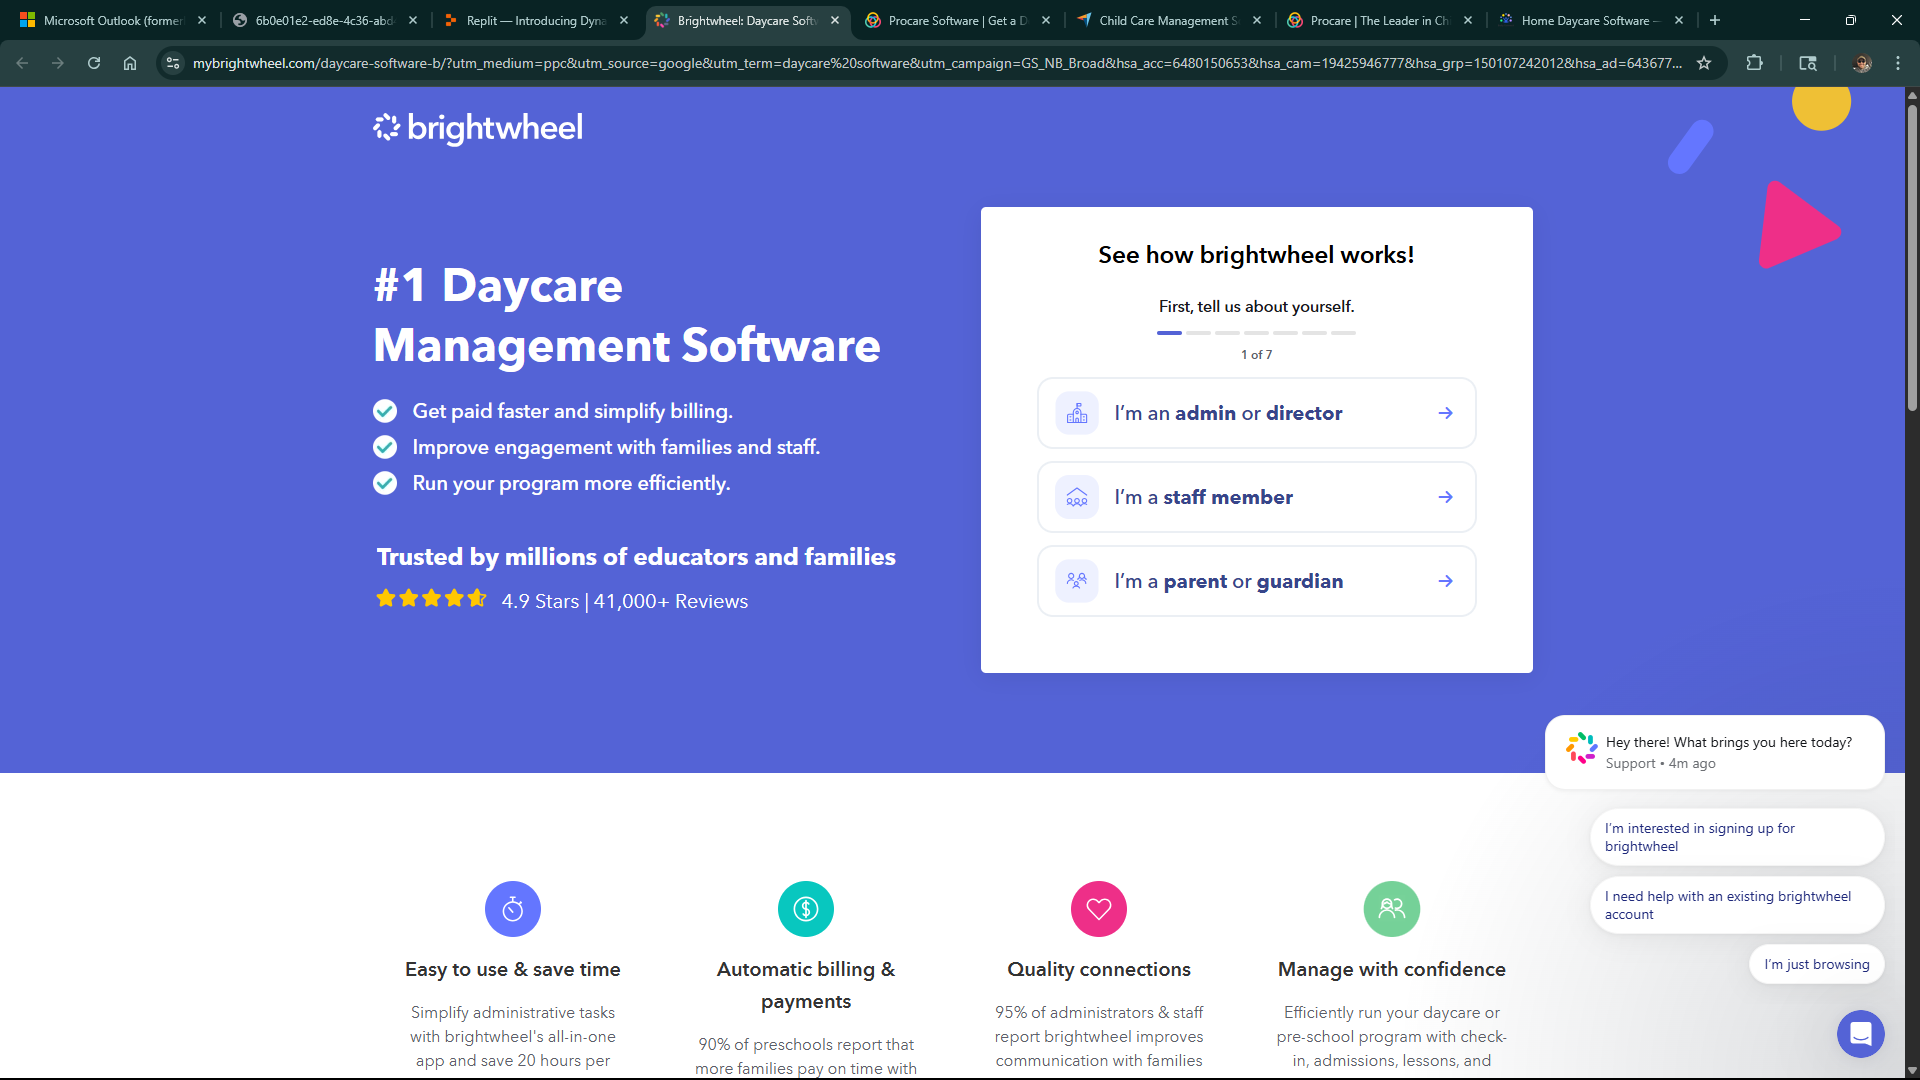 Microsoft Outlook (former
6b0e01e2-ed8e-4c36-abd
Replit — Introducing Dyna
Brightwheel: Daycare Soft
Procare Software | Get a D
Child Care Management S
Procare | The Leader in Ch
Home Daycare Software –
mybrightwheel.com/daycare-software-b/?utm_medium=ppc&utm_source=google&utm_term=daycare%20software&utm_campaign=GS_NB_Broad&hsa_acc=6480150653&hsa_cam=19425946777&hsa_grp=150107242012&hsa_ad=643677...
brightwheel
#1 Daycare
Management Software
Get paid faster and simplify billing.
Improve engagement with families and staff.
Run your program more efficiently.
Trusted by millions of educators and families
4.9 Stars | 41,000+ Reviews
See how brightwheel works!
First, tell us about yourself.
1 of 7
I'm an admin or director
I'm a staff member
I'm a parent or guardian
Hey there! What brings you here today?
Support • 4m ago
I'm interested in signing up for
brightwheel
I need help with an existing brightwheel
account
I'm just browsing
Easy to use & save time
Simplify administrative tasks
with brightwheel's all-in-one
app and save 20 hours per
Automatic billing &
payments
90% of preschools report that
more families pay on time with
Quality connections
95% of administrators & staff
report brightwheel improves
communication with families
Manage with confidence
Efficiently run your daycare or
pre-school program with check-
in, admissions, lessons, and